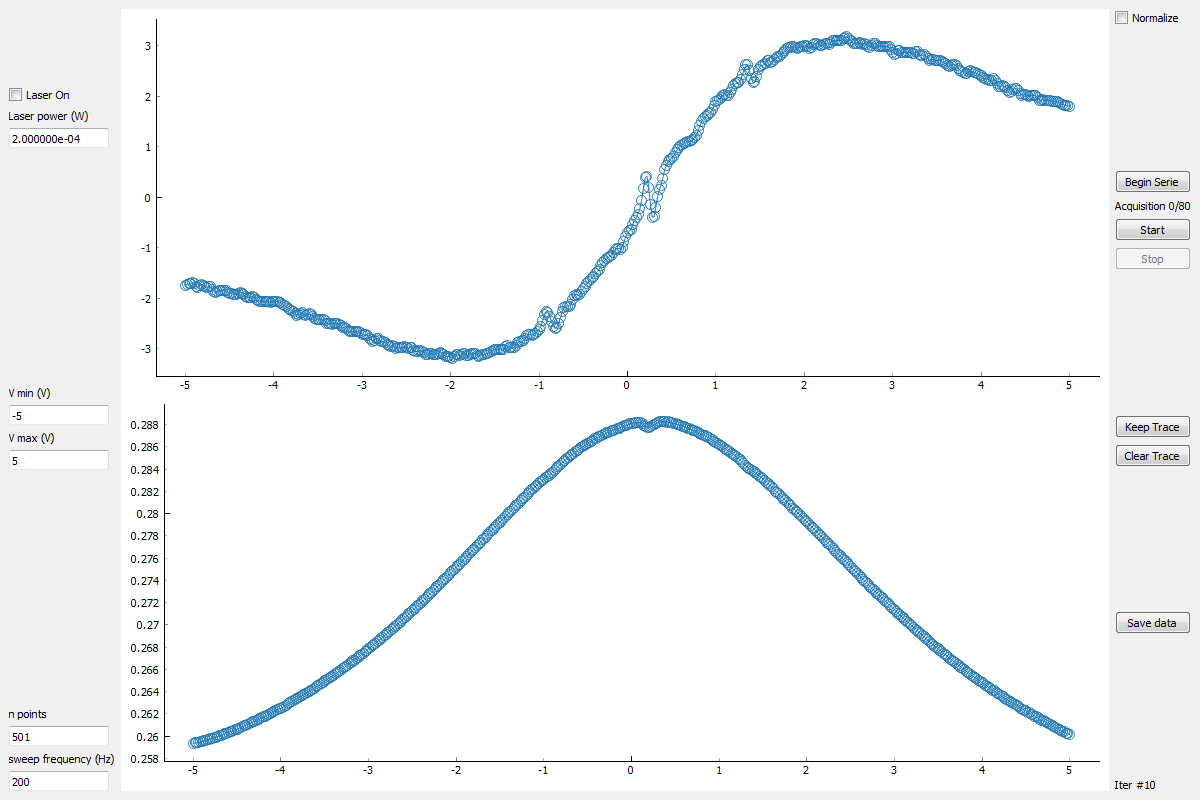 Normalize
Laser On
Laser power (W)
2.000000e-04
Begin Serie
Acquisition 0/80
Start
Stop
3
2
1
0
-1
-2
-3
-5 -4 -3 -2 -1 0 1 2 3 4 5
V min (V)
-5
V max (V)
5
Keep Trace
Clear Trace
0.288
0.286
0.284
0.282
0.28
0.278
0.276
0.274
0.272
0.27
0.268
0.266
0.264
0.262
0.26
0.258
-5 -4 -3 -2 -1 0 1 2 3 4 5
Save data
n points
501
sweep frequency (Hz)
200
Iter #10